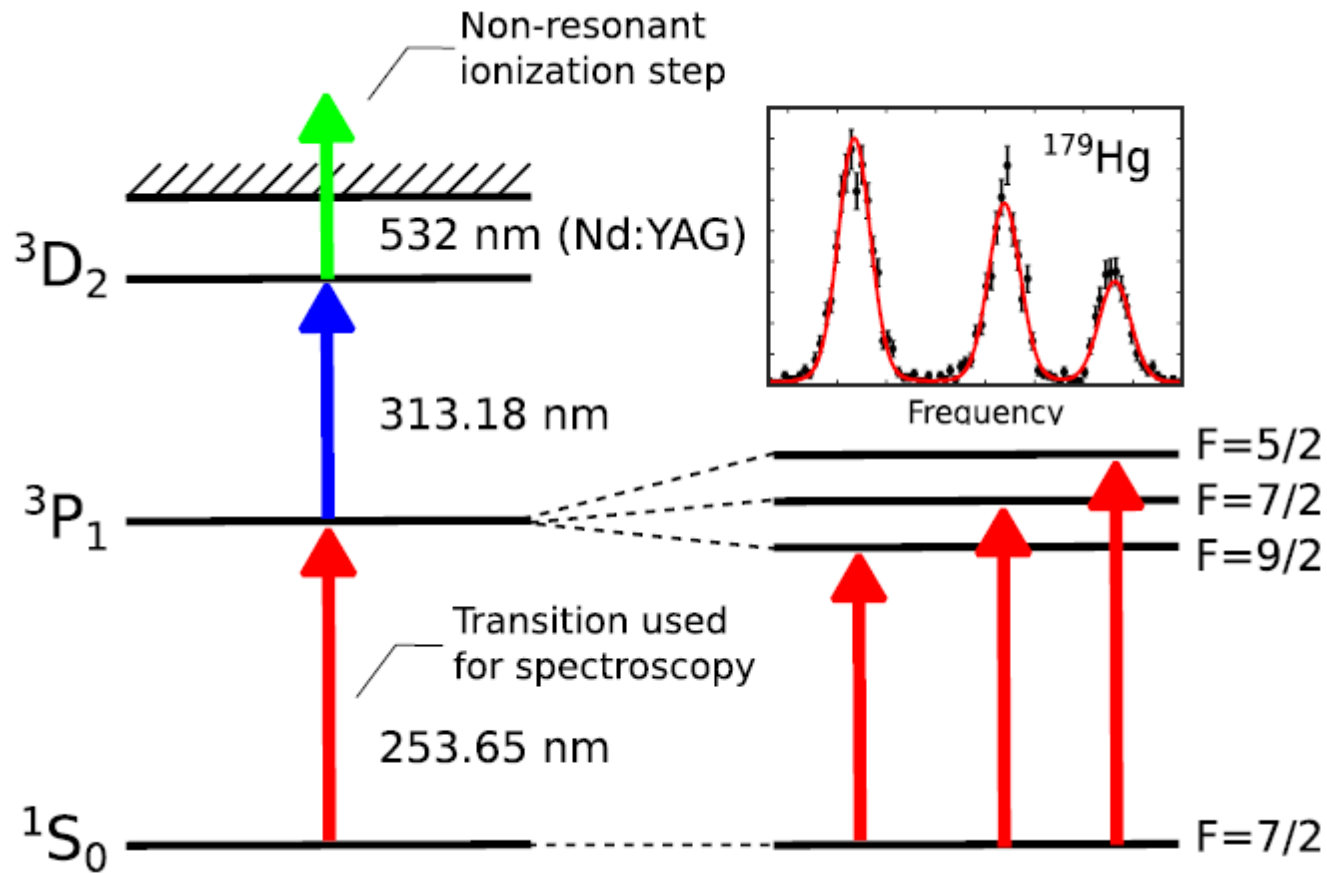 Non-resonant
ionization step
¹⁷⁹Hg
532 nm (Nd:YAG)
³D₂
313.18 nm
Frequency
F=5/2
F=7/2
³P₁
F=9/2
Transition used
for spectroscopy
253.65 nm
¹S₀
F=7/2